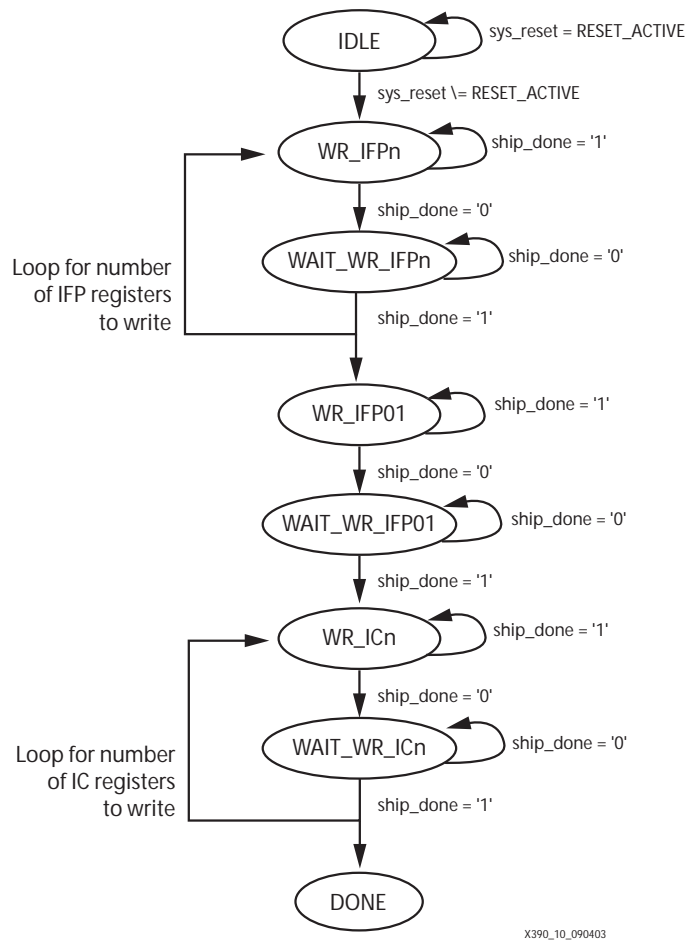 IDLE
sys_reset = RESET_ACTIVE
sys_reset \= RESET_ACTIVE
WR_IFPn
ship_done = '1'
ship_done = '0'
WAIT_WR_IFPn
ship_done = '0'
Loop for number
of IFP registers
to write
ship_done = '1'
WR_IFP01
ship_done = '1'
ship_done = '0'
WAIT_WR_IFP01
ship_done = '0'
ship_done = '1'
WR_ICn
ship_done = '1'
ship_done = '0'
WAIT_WR_ICn
ship_done = '0'
Loop for number
of IC registers
to write
ship_done = '1'
DONE
X390_10_090403